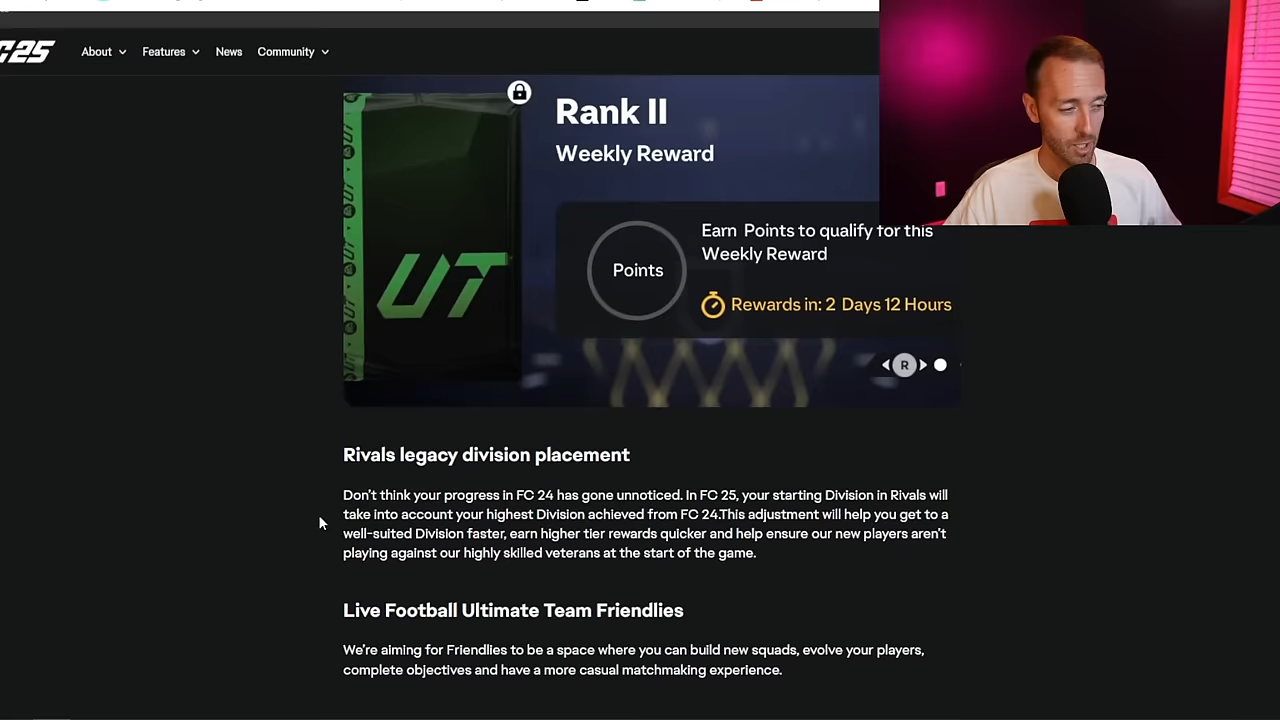 C25
About
Features
News
Community
Rank II
Weekly Reward
UT
UT
UT
UT
UT
Points
Earn Points to qualify for this
Weekly Reward
Rewards in: 2 Days 12 Hours
R
Rivals legacy division placement
Don't think your progress in FC 24 has gone unnoticed. In FC 25, your starting Division in Rivals will
take into account your highest Division achieved from FC 24.This adjustment will help you get to a
well-suited Division faster, earn higher tier rewards quicker and help ensure our new players aren't
playing against our highly skilled veterans at the start of the game.
Live Football Ultimate Team Friendlies
We're aiming for Friendlies to be a space where you can build new squads, evolve your players,
complete objectives and have a more casual matchmaking experience.